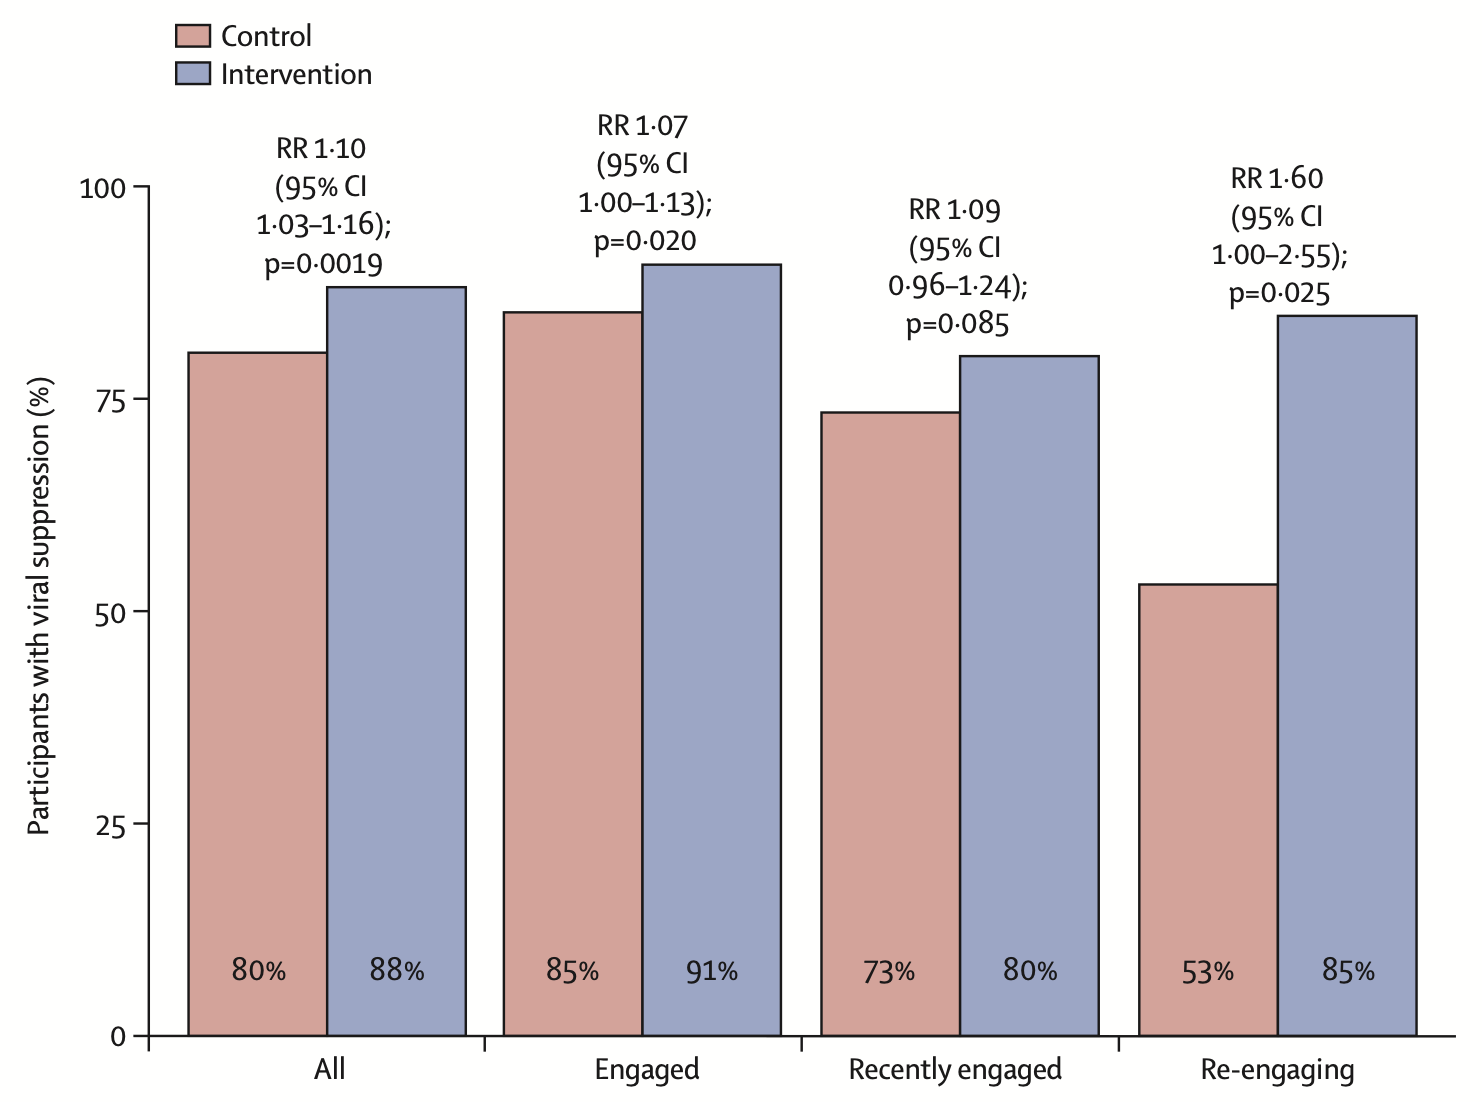 Control
Intervention
RR 1·10
(95% CI
1·03–1·16);
p=0·0019
RR 1·07
(95% CI
1·00–1·13);
p=0·020
RR 1·09
(95% CI
0·96–1·24);
p=0·085
RR 1·60
(95% CI
1·00–2·55);
p=0·025
Participants with viral suppression (%)
100
75
50
25
0
80%
88%
85%
91%
73%
80%
53%
85%
All
Engaged
Recently engaged
Re-engaging